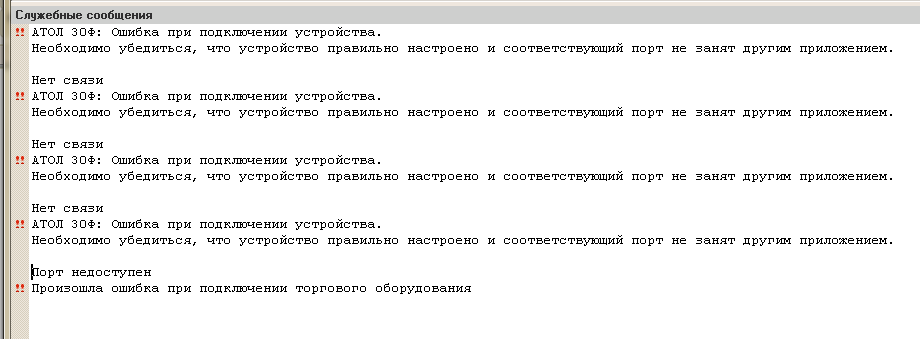 Служебные сообщения
!! АТОЛ 30Ф: Ошибка при подключении устройства.
Необходимо убедиться, что устройство правильно настроено и соответствующий порт не занят другим приложением.
Нет связи
!! АТОЛ 30Ф: Ошибка при подключении устройства.
Необходимо убедиться, что устройство правильно настроено и соответствующий порт не занят другим приложением.
Нет связи
!! АТОЛ 30Ф: Ошибка при подключении устройства.
Необходимо убедиться, что устройство правильно настроено и соответствующий порт не занят другим приложением.
Нет связи
!! АТОЛ 30Ф: Ошибка при подключении устройства.
Необходимо убедиться, что устройство правильно настроено и соответствующий порт не занят другим приложением.
Порт недоступен
!! Произошла ошибка при подключении торгового оборудования